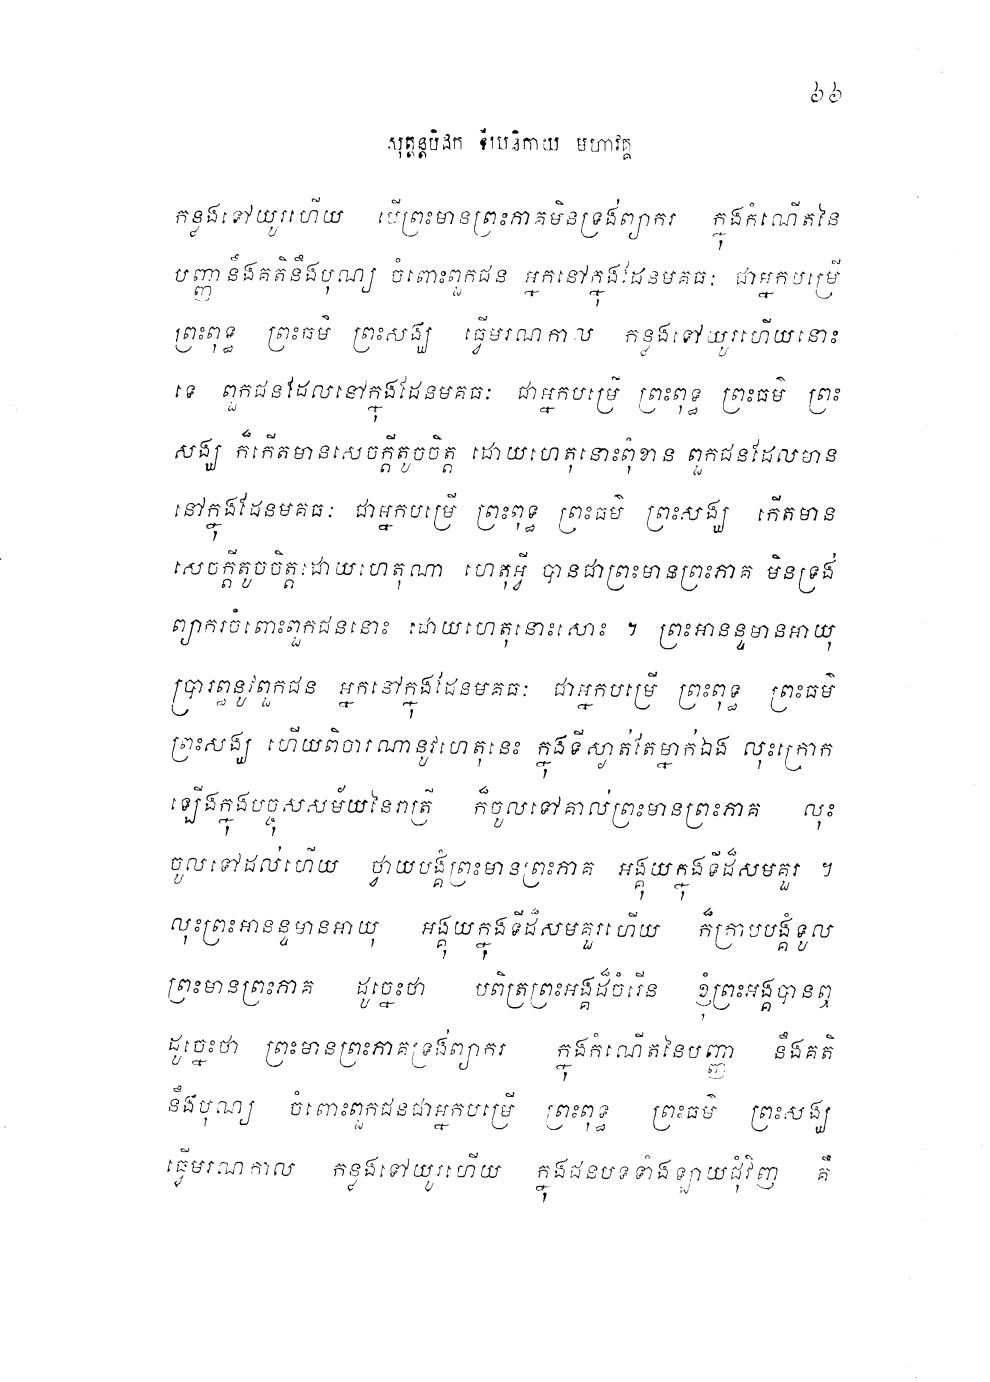 ៦៦
សុត្តន្តបិដក ទីឃនិកាយ មហាវគ្គ
កន្លងទៅយូរហើយ បើព្រះមានព្រះភាគមិនទ្រង់ព្យាករ ក្នុងកំណើតនៃ
បញ្ញានឹងគតិនឹងបុណ្យ ចំពោះពួកជន អ្នកនៅក្នុងដែនមគធៈ ជាអ្នកបម្រើ
ព្រះពុទ្ធ ព្រះធម៌ ព្រះសង្ឃ ធ្វើមរណកាល កន្លងទៅយូរហើយនោះ
ទេ ពួកជនដែលនៅក្នុងដែនមគធៈ ជាអ្នកបម្រើ ព្រះពុទ្ធ ព្រះធម៌ ព្រះ
សង្ឃ ក៏កើតមានសេចក្តីតូចចិត្ត ដោយហេតុនោះពុំខាន ពួកជនដែលមាន
នៅក្នុងដែនមគធៈ ជាអ្នកបម្រើ ព្រះពុទ្ធ ព្រះធម៌ ព្រះសង្ឃ កើតមាន
សេចក្តីតូចចិត្តដោយហេតុណា ហេតុអ្វី បានជាព្រះមានព្រះភាគ មិនទ្រង់
ព្យាករចំពោះពួកជននោះ ដោយហេតុនោះសោះ ។ ព្រះអានន្ទមានអាយុ
ប្រារព្ធនូវពួកជន អ្នកនៅក្នុងដែនមគធៈ ជាអ្នកបម្រើ ព្រះពុទ្ធ ព្រះធម៌
ព្រះសង្ឃ ហើយពិចារណានូវហេតុនេះ ក្នុងទីស្ងាត់តែម្នាក់ឯង លុះក្រោក
ឡើងក្នុងបច្ចូសសម័យនៃរាត្រី ក៏ចូលទៅគាល់ព្រះមានព្រះភាគ លុះ
ចូលទៅដល់ហើយ ថ្វាយបង្គំព្រះមានព្រះភាគ អង្គុយក្នុងទីដ៏សមគួរ ។
លុះព្រះអានន្ទមានអាយុ អង្គុយក្នុងទីដ៏សមគួរហើយ ក៏ក្រាបបង្គំទូល
ព្រះមានព្រះភាគ ដូច្នេះថា បពិត្រព្រះអង្គដ៏ចំរើន ខ្ញុំព្រះអង្គបានឮ
ដូច្នេះថា ព្រះមានព្រះភាគទ្រង់ព្យាករ ក្នុងកំណើតនៃបញ្ញា នឹងគតិ
នឹងបុណ្យ ចំពោះពួកជនជាអ្នកបម្រើ ព្រះពុទ្ធ ព្រះធម៌ ព្រះសង្ឃ
ធ្វើមរណកាល កន្លងទៅយូរហើយ ក្នុងជនបទទាំងឡាយជុំវិញ គឺ